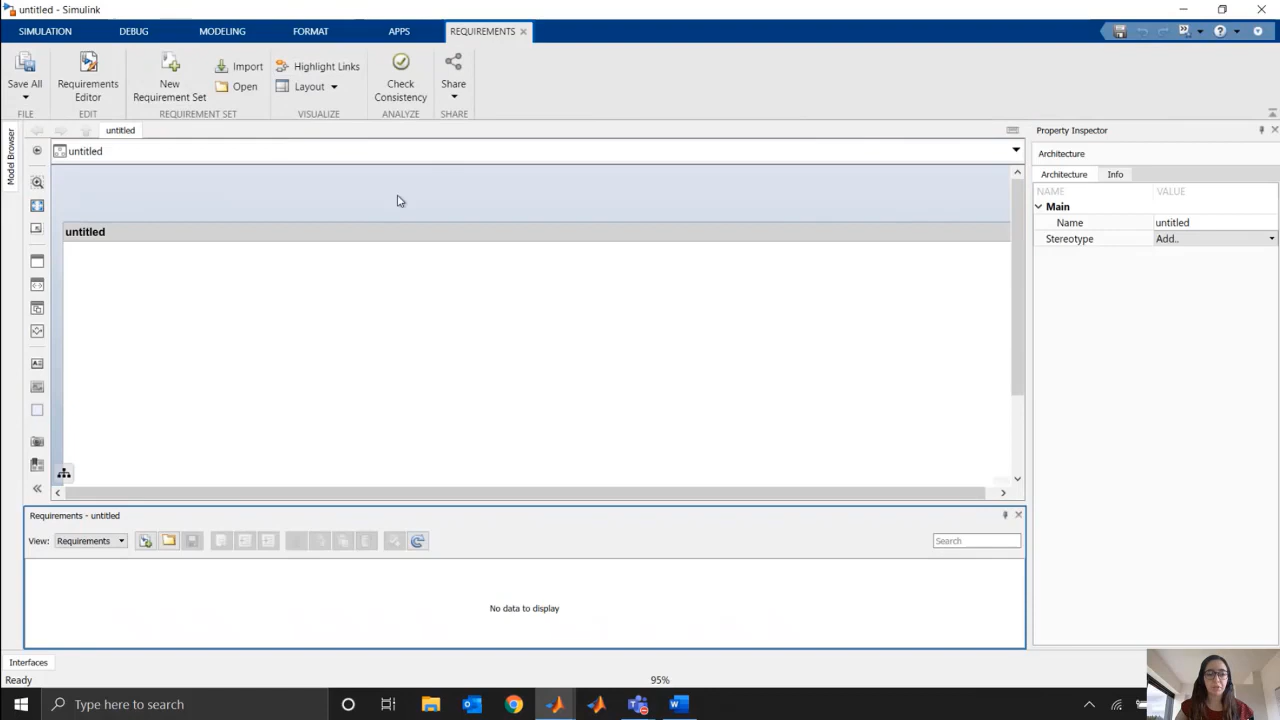 untitled - Simulink
SIMULATION
DEBUG
MODELING
FORMAT
APPS
REQUIREMENTS
Save All
Requirements Editor
New Requirement Set
Import
Open
Highlight Links
Layout
Check Consistency
Share
FILE
EDIT
REQUIREMENT SET
VISUALIZE
ANALYZE
SHARE
Model Browser
untitled
untitled
untitled
Property Inspector
Architecture
Architecture
Info
NAME
VALUE
Main
Name
untitled
Stereotype
Add..
Requirements - untitled
View:
Requirements
Search
No data to display
Interfaces
Ready
95%
Type here to search